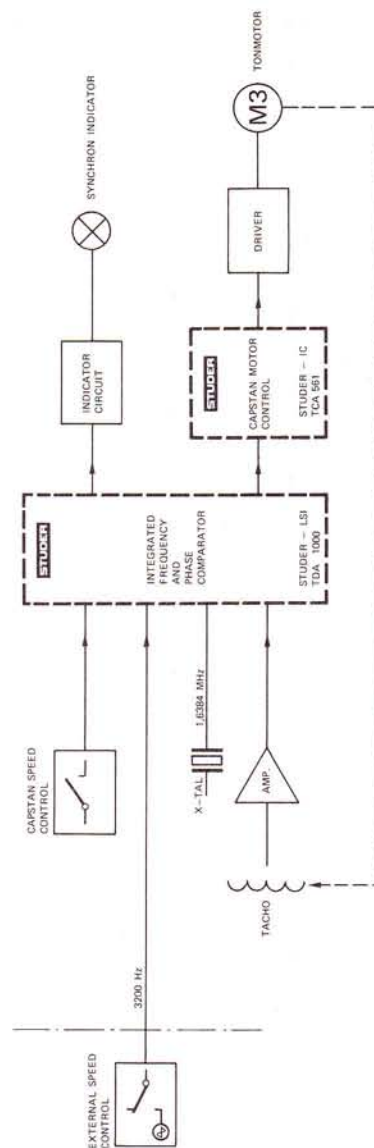 EXTERNAL SPEED
CONTROL
3200 Hz
CAPSTAN SPEED
CONTROL
X-TAL
1,6384 MHz
TACHO
AMP.
STUDER
INTEGRATED
FREQUENCY
AND
PHASE
COMPARATOR
STUDER – LSI
TDA 1000
INDICATOR
CIRCUIT
SYNCHRON INDICATOR
STUDER
CAPSTAN MOTOR
CONTROL
STUDER – IC
TCA 561
DRIVER
M3
TONMOTOR